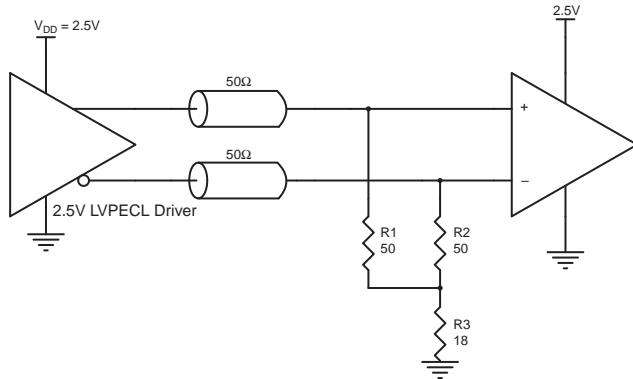 2.5V
V_DD = 2.5V
50Ω
+
50Ω
–
2.5V LVPECL Driver
R1
50
R2
50
R3
18